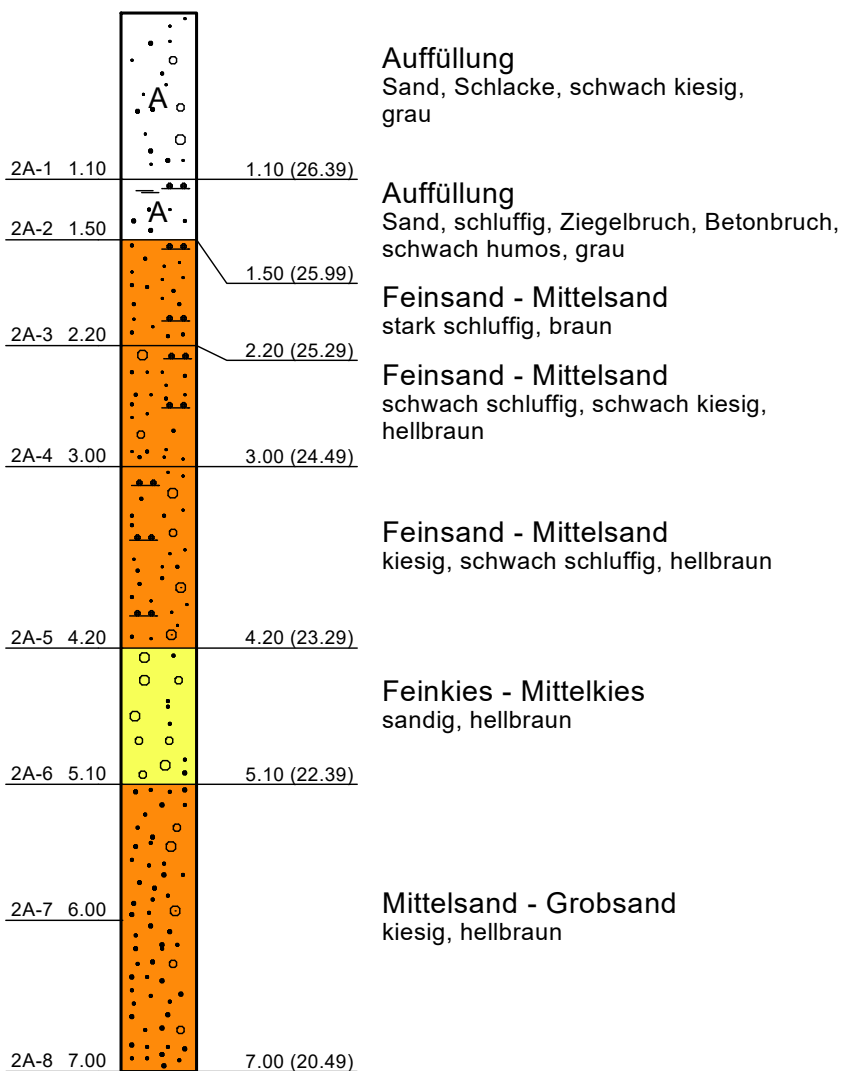 Auffüllung
Sand, Schlacke, schwach kiesig,
grau
A
2A-1 1.10
1.10 (26.39)
Auffüllung
Sand, schluffig, Ziegelbruch, Betonbruch,
schwach humos, grau
A
2A-2 1.50
1.50 (25.99)
Feinsand - Mittelsand
stark schluffig, braun
2A-3 2.20
2.20 (25.29)
Feinsand - Mittelsand
schwach schluffig, schwach kiesig,
hellbraun
2A-4 3.00
3.00 (24.49)
Feinsand - Mittelsand
kiesig, schwach schluffig, hellbraun
2A-5 4.20
4.20 (23.29)
Feinkies - Mittelkies
sandig, hellbraun
2A-6 5.10
5.10 (22.39)
Mittelsand - Grobsand
kiesig, hellbraun
2A-7 6.00
2A-8 7.00
7.00 (20.49)